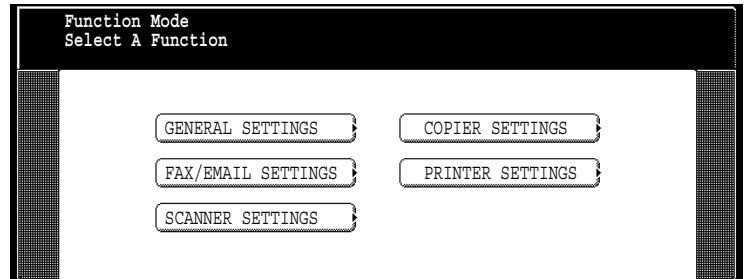 Function Mode
Select A Function
GENERAL SETTINGS
COPIER SETTINGS
FAX/EMAIL SETTINGS
PRINTER SETTINGS
SCANNER SETTINGS